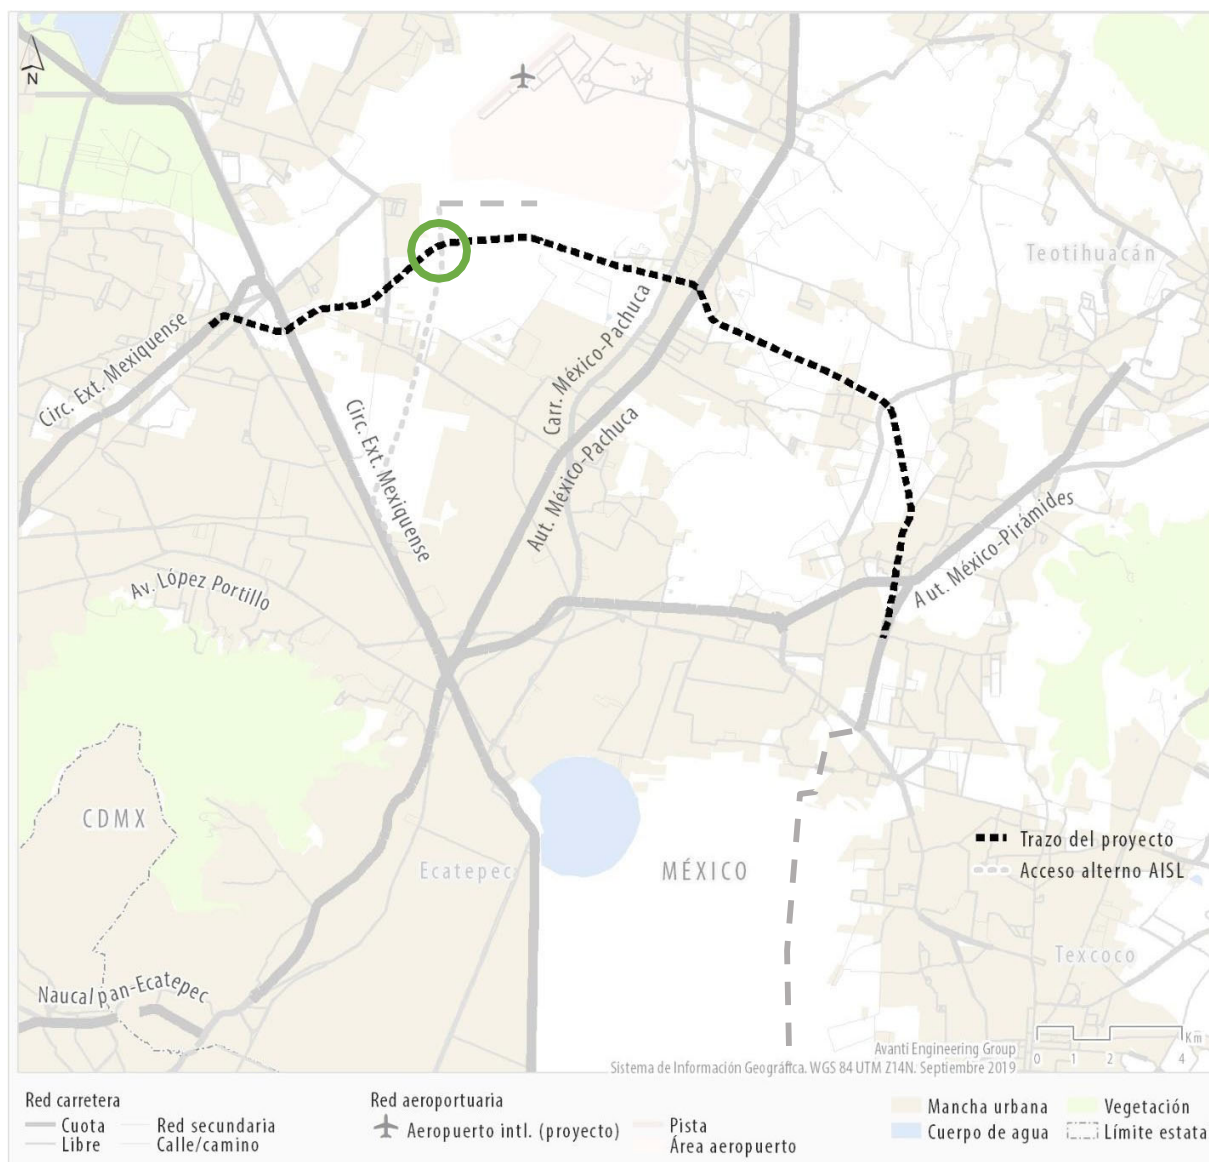 N
Teotihuacán
Circ. Ext. Mexiquense
Carr. México-Pachuca
Circ. Ext. Mexiquense
Aut. México-Pachuca
Aut. México-Pirámides
Av. López Portillo
CDMX
Ecatepec
MÉXICO
Trazo del proyecto
Acceso alterno AISL
Texcoco
Naucalpan-Ecatepec
Km
0 1 2 4
Avanti Engineering Group
Sistema de Información Geográfica. WGS 84 UTM Z14N. Septiembre 2019
Red carretera
Cuota
Libre
Red secundaria
Calle/camino
Red aeroportuaria
Aeropuerto intl. (proyecto)
Pista
Área aeropuerto
Mancha urbana
Cuerpo de agua
Vegetación
Límite estata